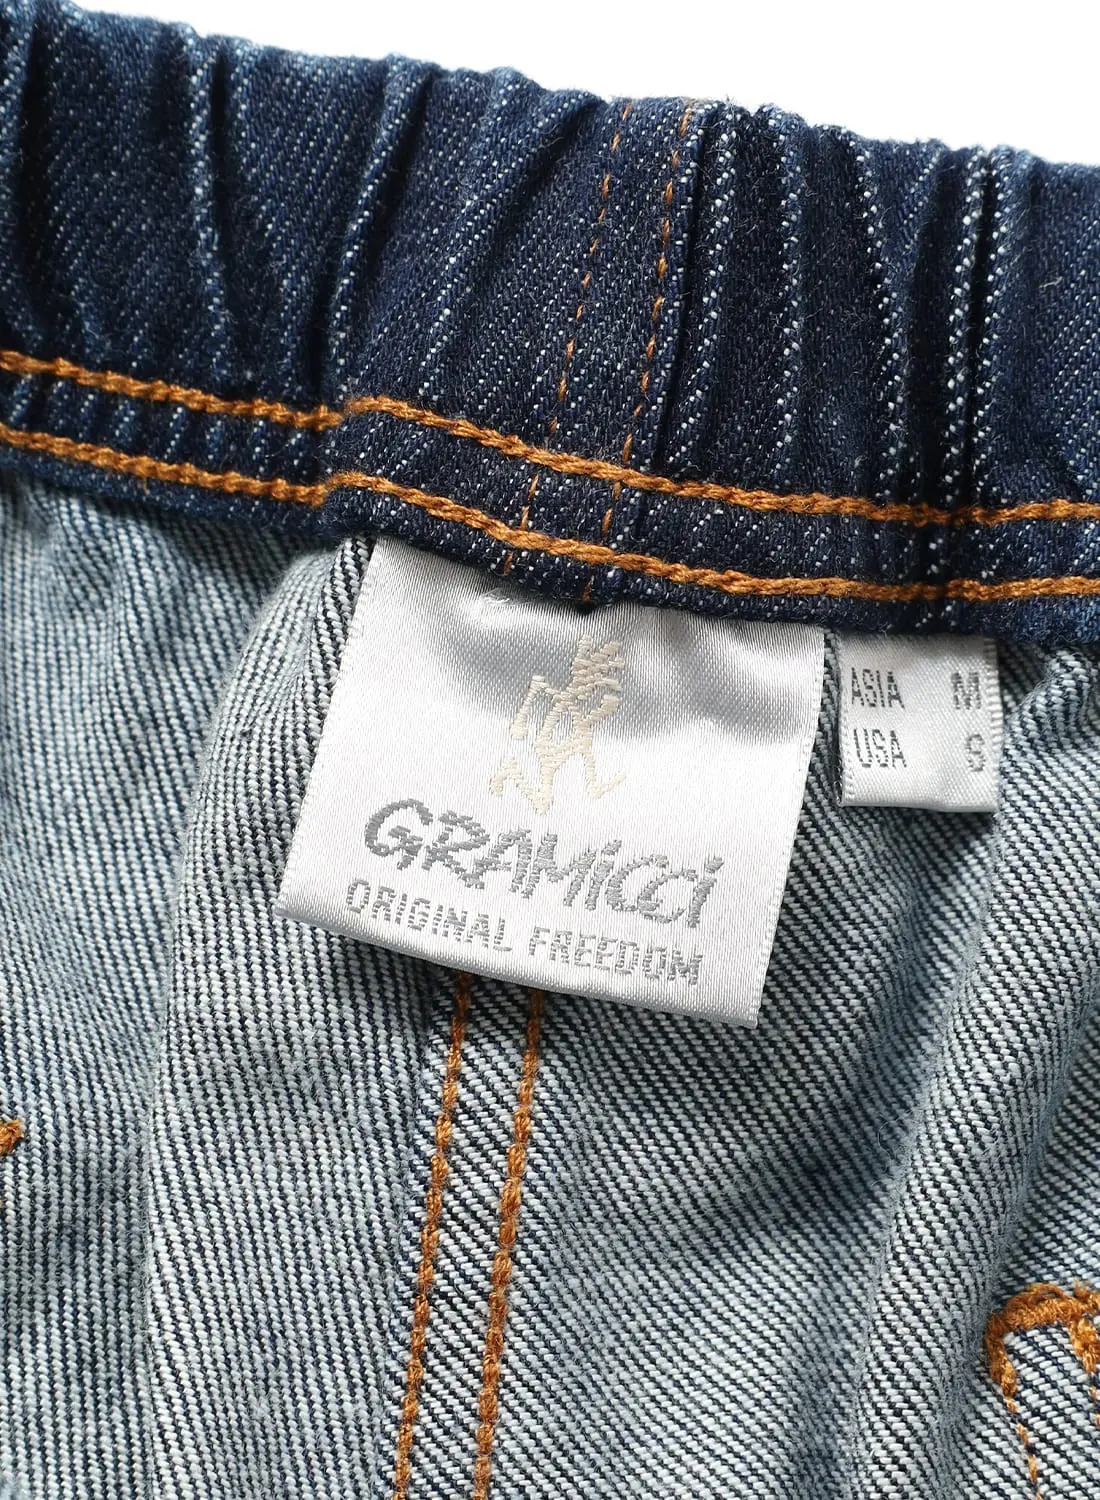 GRAMiCCi
ORIGINAL FREEDOM
ASIA M
USA S